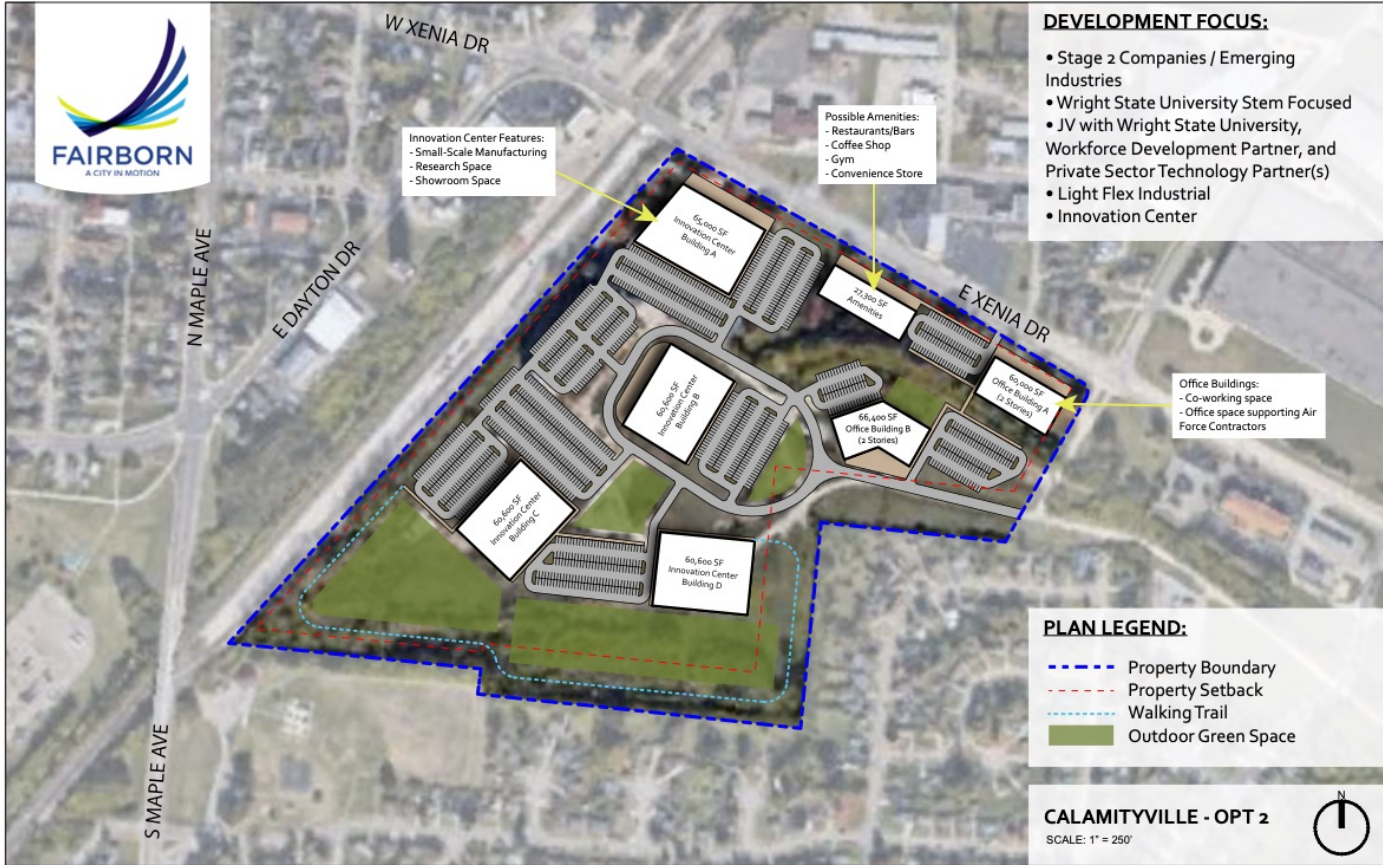 FAIRBORN
A CITY IN MOTION
W XENIA DR
N MAPLE AVE
E DAYTON DR
S MAPLE AVE
E XENIA DR
Innovation Center Features:
- Small-Scale Manufacturing
- Research Space
- Showroom Space
Possible Amenities:
- Restaurants/Bars
- Coffee Shop
- Gym
- Convenience Store
65,000 SF
Innovation Center
Building A
27,300 SF
Amenities
60,000 SF
Office Building A
(2 Stories)
66,400 SF
Office Building B
(2 Stories)
60,600 SF
Innovation Center
Building B
60,600 SF
Innovation Center
Building C
60,600 SF
Innovation Center
Building D
Office Buildings:
- Co-working space
- Office space supporting Air
Force Contractors
DEVELOPMENT FOCUS:
• Stage 2 Companies / Emerging
Industries
• Wright State University Stem Focused
• JV with Wright State University,
Workforce Development Partner, and
Private Sector Technology Partner(s)
• Light Flex Industrial
• Innovation Center
PLAN LEGEND:
Property Boundary
Property Setback
Walking Trail
Outdoor Green Space
CALAMITYVILLE - OPT 2
SCALE: 1" = 250'
N